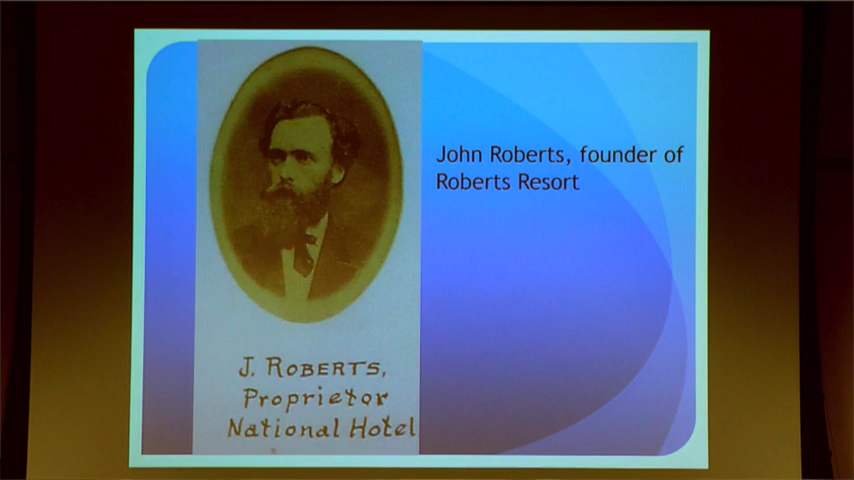 John Roberts, founder of
Roberts Resort
J. ROBERTS,
Proprietor
National Hotel